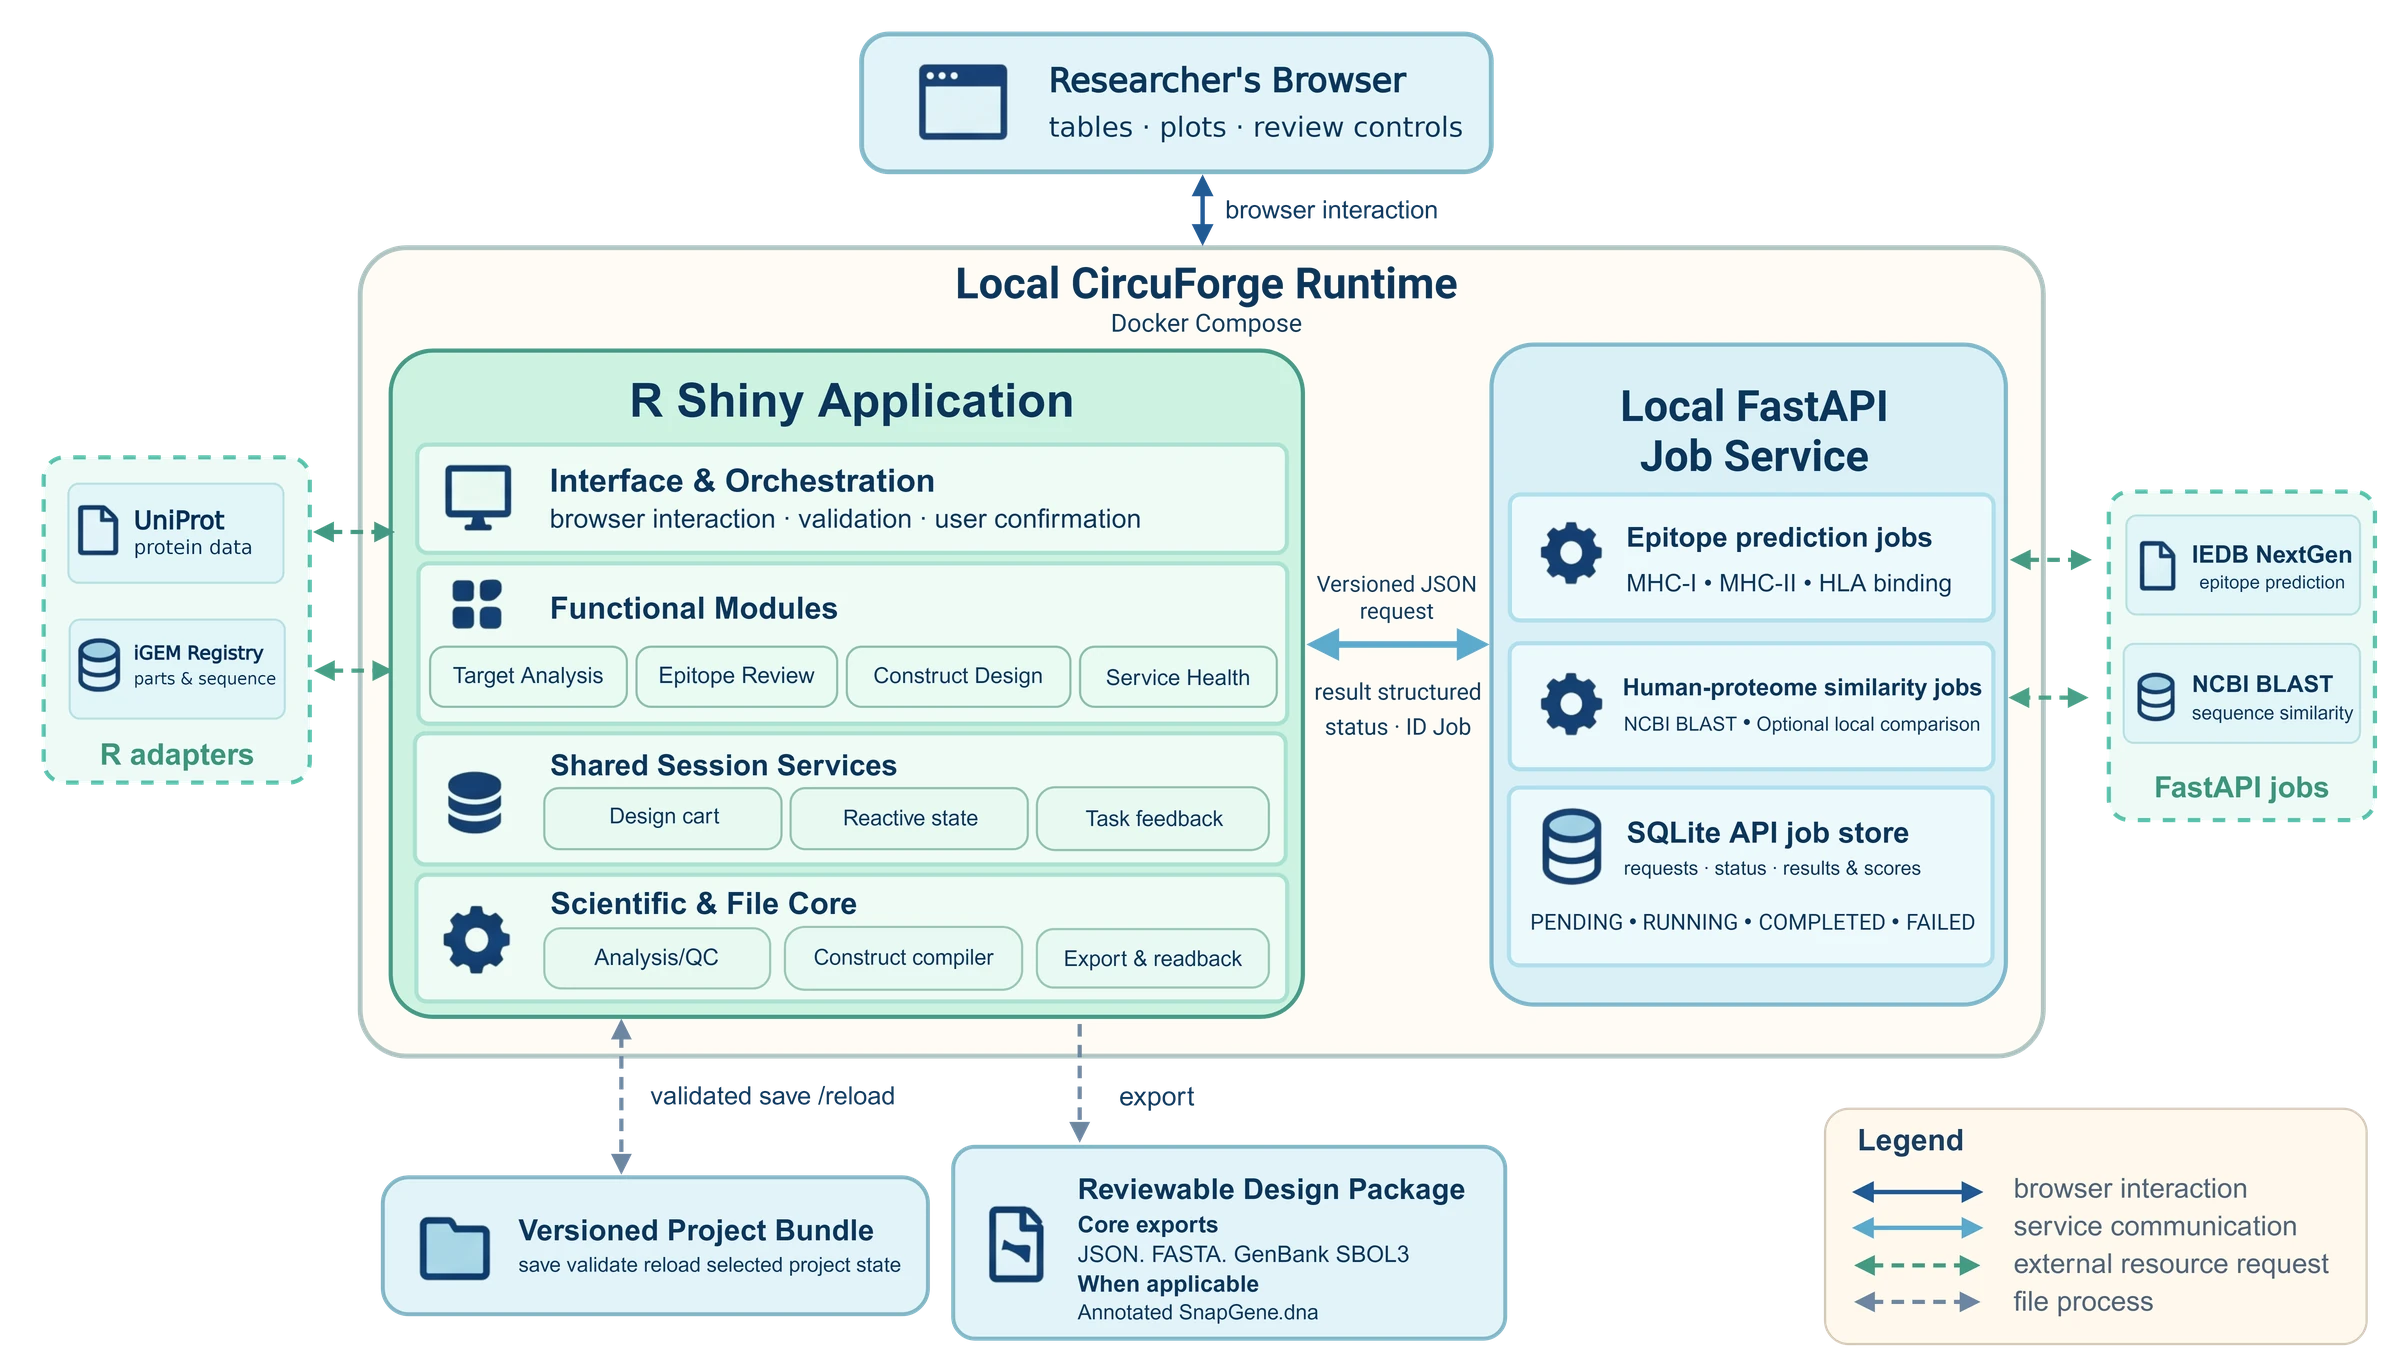 Researcher's Browser
tables · plots · review controls
browser interaction
Local CircuForge Runtime
Docker Compose
R Shiny Application
Interface & Orchestration
browser interaction · validation · user confirmation
Functional Modules
Target Analysis
Epitope Review
Construct Design
Service Health
Shared Session Services
Design cart
Reactive state
Task feedback
Scientific & File Core
Analysis/QC
Construct compiler
Export & readback
UniProt
protein data
iGEM Registry
parts & sequence
R adapters
Versioned JSON
request
result structured
status · ID Job
Local FastAPI
Job Service
Epitope prediction jobs
MHC-I • MHC-II • HLA binding
Human-proteome similarity jobs
NCBI BLAST • Optional local comparison
SQLite API job store
requests · status · results & scores
PENDING • RUNNING • COMPLETED • FAILED
IEDB NextGen
epitope prediction
NCBI BLAST
sequence similarity
FastAPI jobs
validated save /reload
export
Versioned Project Bundle
save validate reload selected project state
Reviewable Design Package
Core exports
JSON. FASTA. GenBank SBOL3
When applicable
Annotated SnapGene.dna
Legend
browser interaction
service communication
external resource request
file process